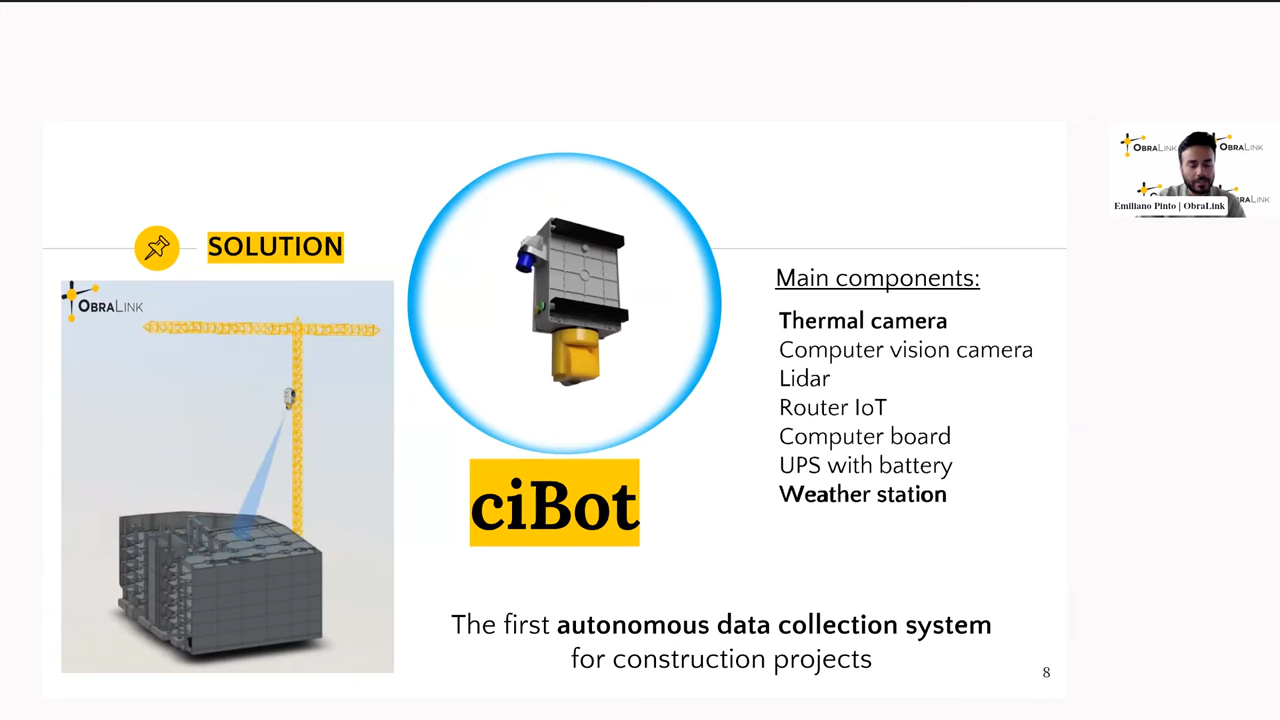 SOLUTION
OBRALINK
ciBot
Main components:
Thermal camera
Computer vision camera
Lidar
Router IoT
Computer board
UPS with battery
Weather station
The first autonomous data collection system
for construction projects
8
OBRALINK
OBRALINK
Emiliano Pinto | ObraLink